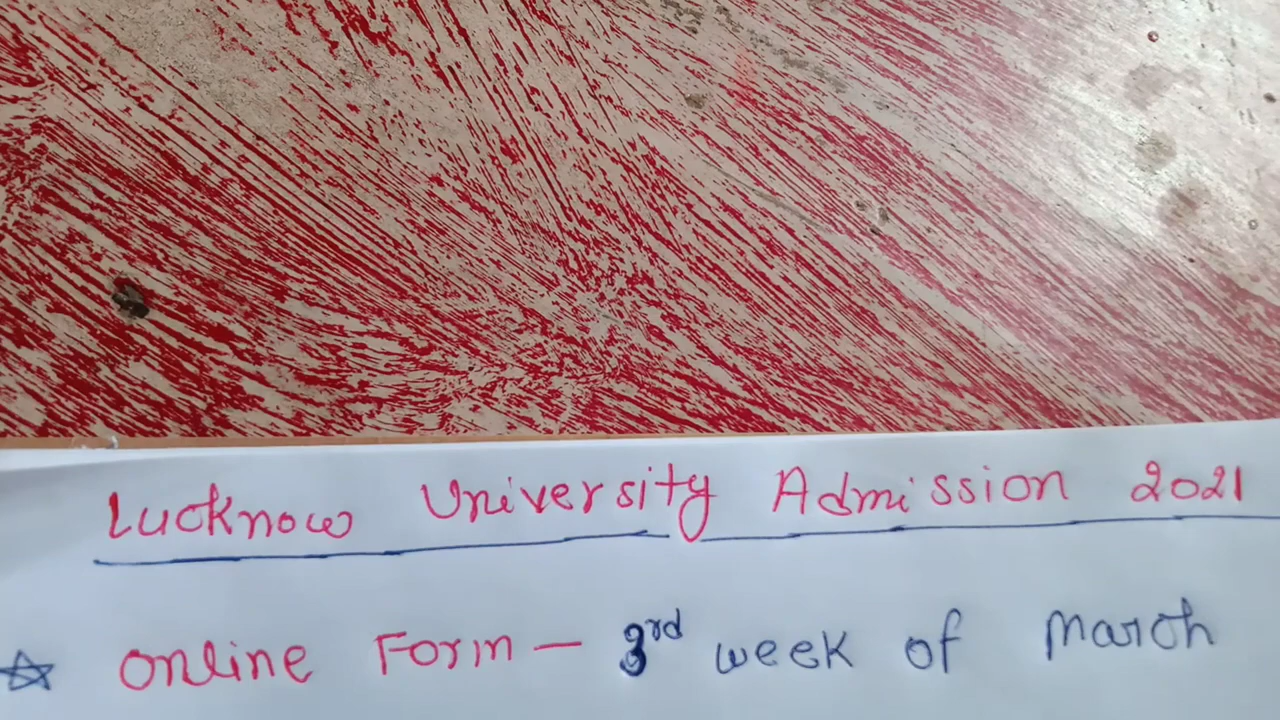 Lucknow University Admission 2021
☆ Online Form - 3rd week of March